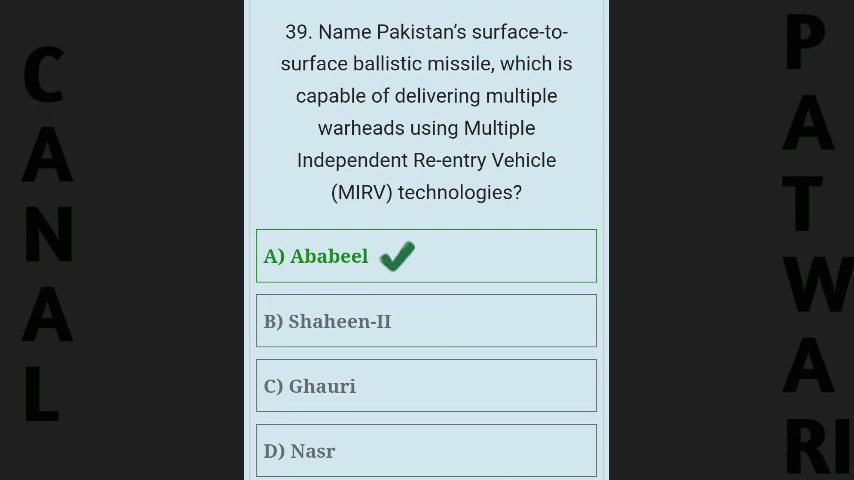 39. Name Pakistan’s surface-to-
surface ballistic missile, which is
capable of delivering multiple
warheads using Multiple
Independent Re-entry Vehicle
(MIRV) technologies?
A) Ababeel
B) Shaheen-II
C) Ghauri
D) Nasr
CANAL
PATWARI